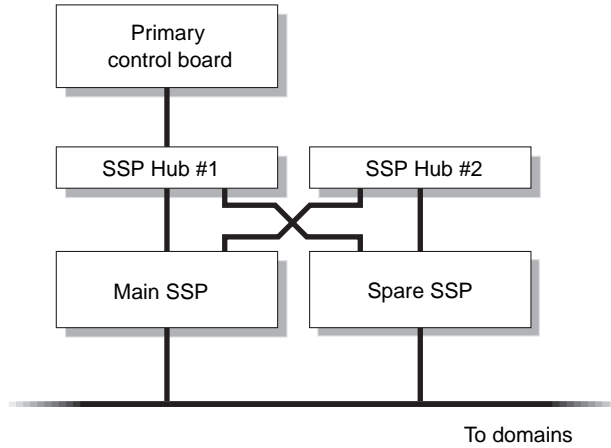 Primary
control board
SSP Hub #1
SSP Hub #2
Main SSP
Spare SSP
To domains